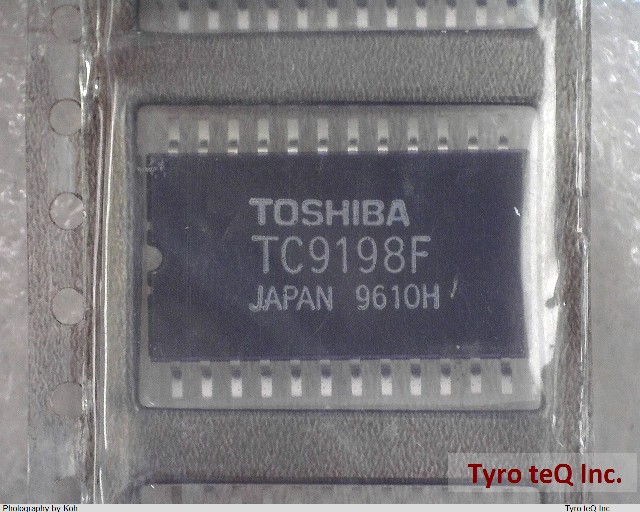 TOSHIBA
TC9198F
JAPAN 9610H
Tyro teQ Inc.
Photography by Koh
Tyro teQ Inc.